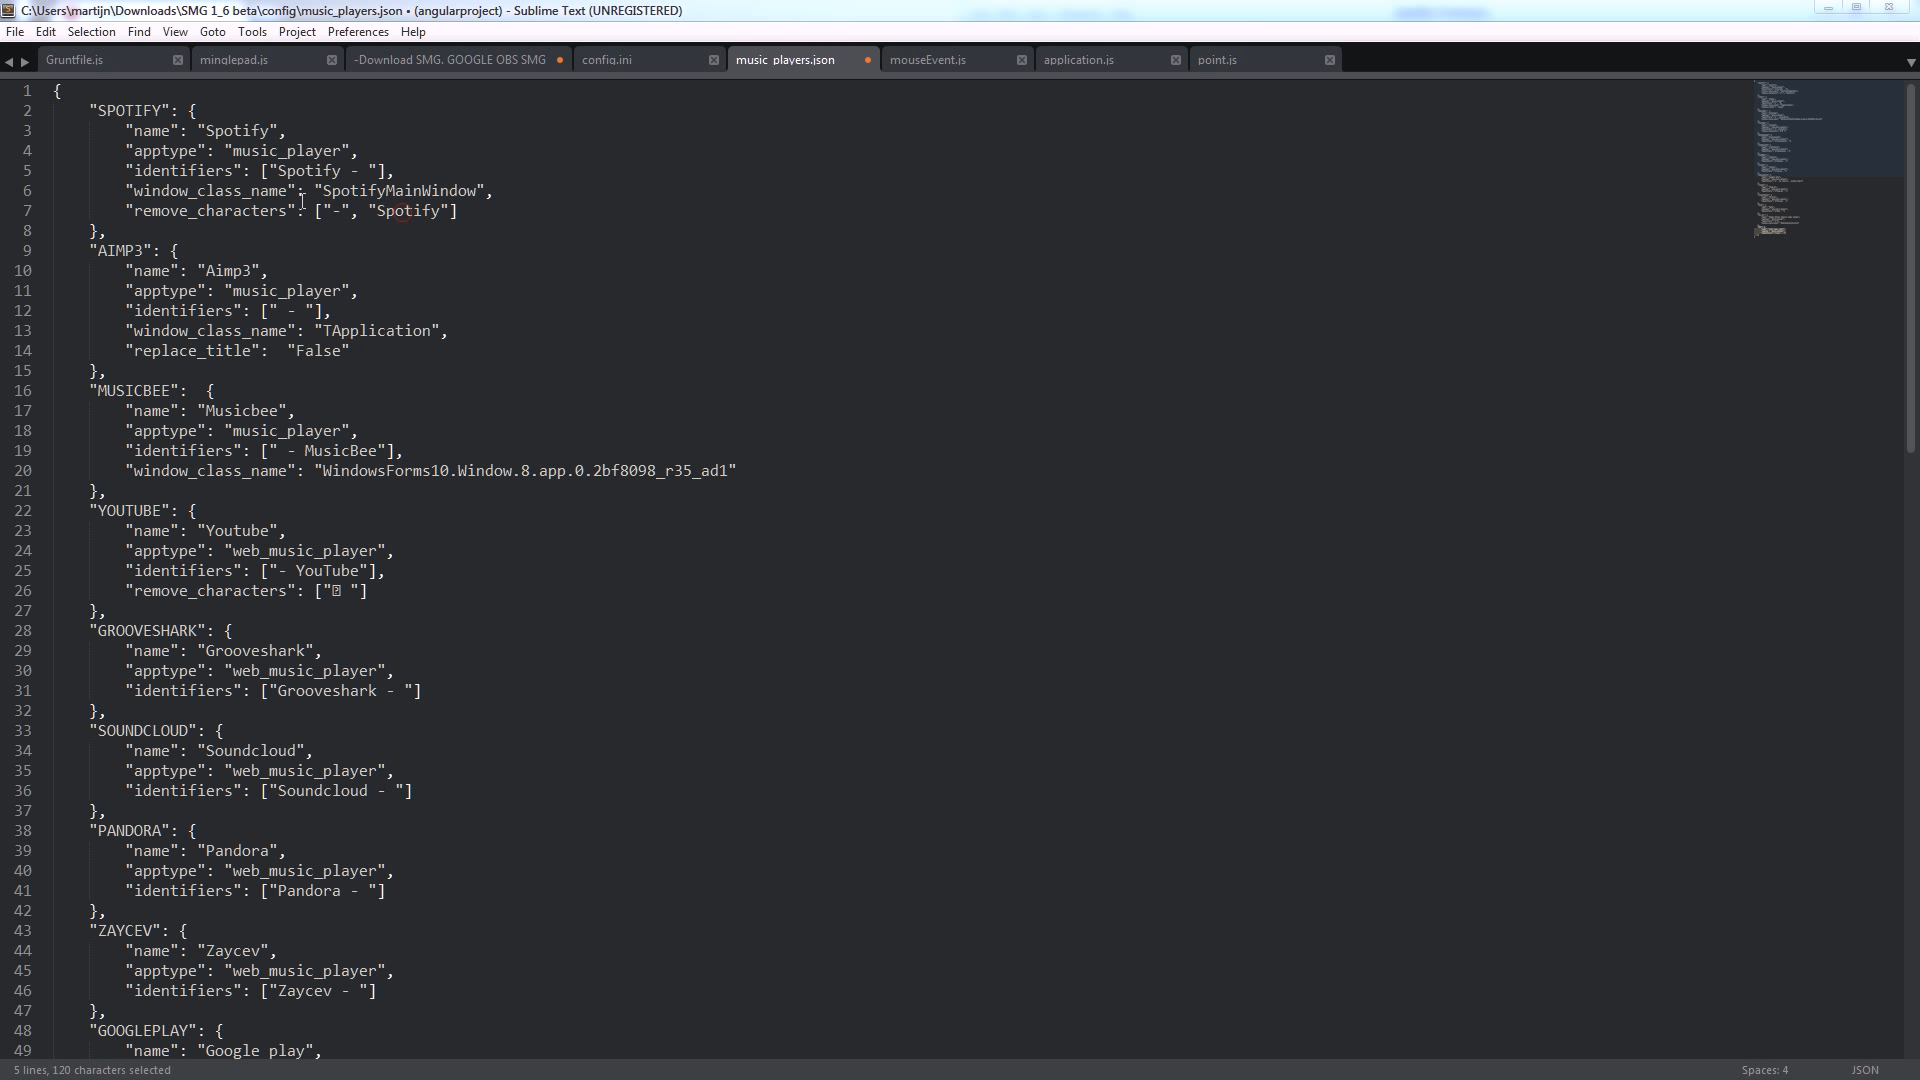 C:\Users\martijn\Downloads\SMG 1_6 beta\config\music_players.json • (angularproject) - Sublime Text (UNREGISTERED)
File Edit Selection Find View Goto Tools Project Preferences Help
Gruntfile.js minglepad.js -Download SMG. GOOGLE OBS SMG config.ini music_players.json mouseEvent.js application.js point.js
1 {
2 "SPOTIFY": {
3 "name": "Spotify",
4 "apptype": "music_player",
5 "identifiers": ["Spotify - "],
6 "window_class_name": "SpotifyMainWindow",
7 "remove_characters": ["-", "Spotify"]
8 },
9 "AIMP3": {
10 "name": "Aimp3",
11 "apptype": "music_player",
12 "identifiers": [" - "],
13 "window_class_name": "TApplication",
14 "replace_title":  "False"
15 },
16 "MUSICBEE":  {
17 "name": "Musicbee",
18 "apptype": "music_player",
19 "identifiers": [" - MusicBee"],
20 "window_class_name": "WindowsForms10.Window.8.app.0.2bf8098_r35_ad1"
21 },
22 "YOUTUBE": {
23 "name": "Youtube",
24 "apptype": "web_music_player",
25 "identifiers": ["- YouTube"],
26 "remove_characters": [" "]
27 },
28 "GROOVESHARK": {
29 "name": "Grooveshark",
30 "apptype": "web_music_player",
31 "identifiers": ["Grooveshark - "]
32 },
33 "SOUNDCLOUD": {
34 "name": "Soundcloud",
35 "apptype": "web_music_player",
36 "identifiers": ["Soundcloud - "]
37 },
38 "PANDORA": {
39 "name": "Pandora",
40 "apptype": "web_music_player",
41 "identifiers": ["Pandora - "]
42 },
43 "ZAYCEV": {
44 "name": "Zaycev",
45 "apptype": "web_music_player",
46 "identifiers": ["Zaycev - "]
47 },
48 "GOOGLEPLAY": {
49 "name": "Google play",
5 lines, 120 characters selected Spaces: 4 JSON